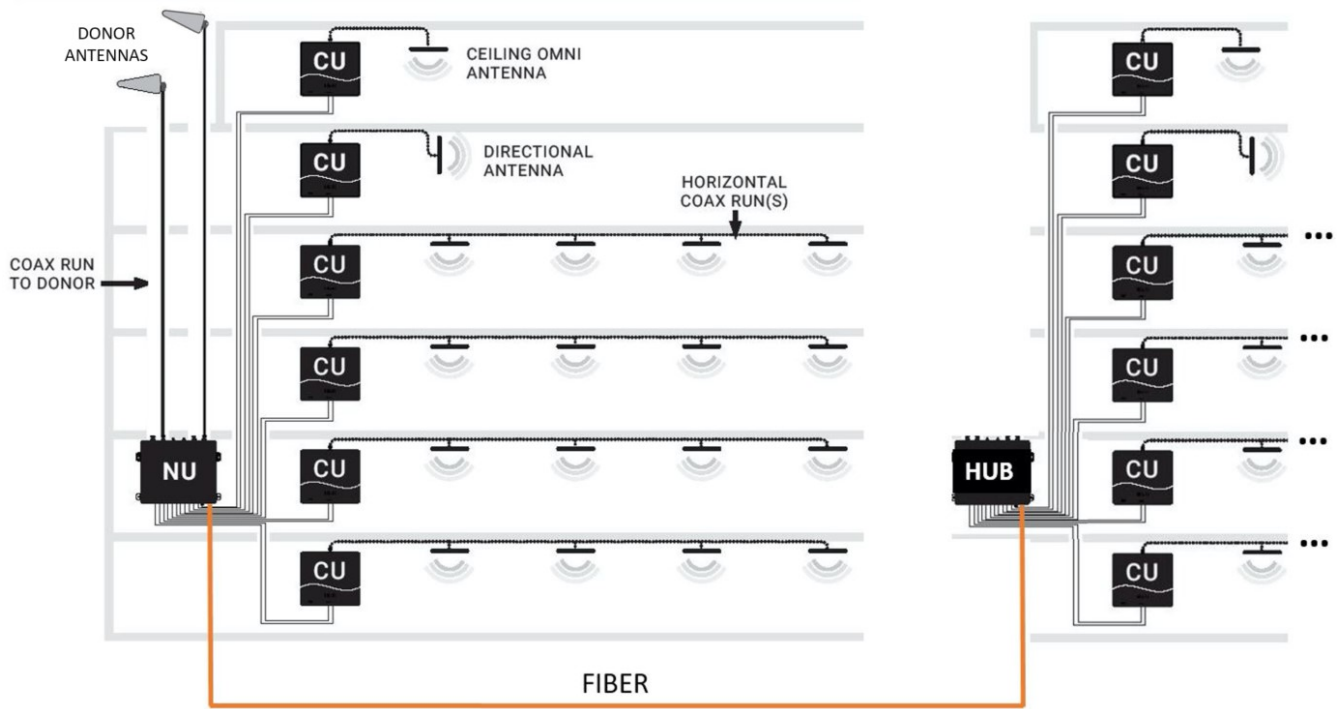 DONOR
ANTENNAS
CU
CEILING OMNI
ANTENNA
CU
CU
DIRECTIONAL
ANTENNA
CU
HORIZONTAL
COAX RUN(S)
COAX RUN
TO DONOR
CU
CU
CU
CU
NU
CU
HUB
CU
CU
CU
FIBER